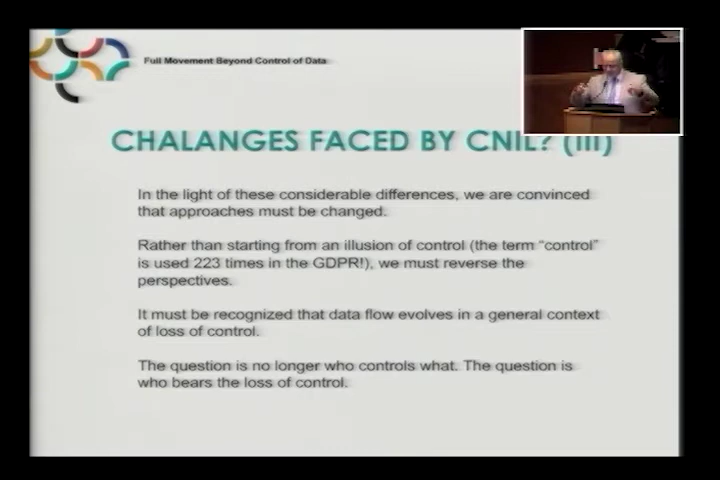 Full Movement Beyond Control of Data
CHALANGES FACED BY CNIL? (III)
In the light of these considerable differences, we are convinced
that approaches must be changed.
Rather than starting from an illusion of control (the term “control”
is used 223 times in the GDPR!), we must reverse the
perspectives.
It must be recognized that data flow evolves in a general context
of loss of control.
The question is no longer who controls what. The question is
who bears the loss of control.